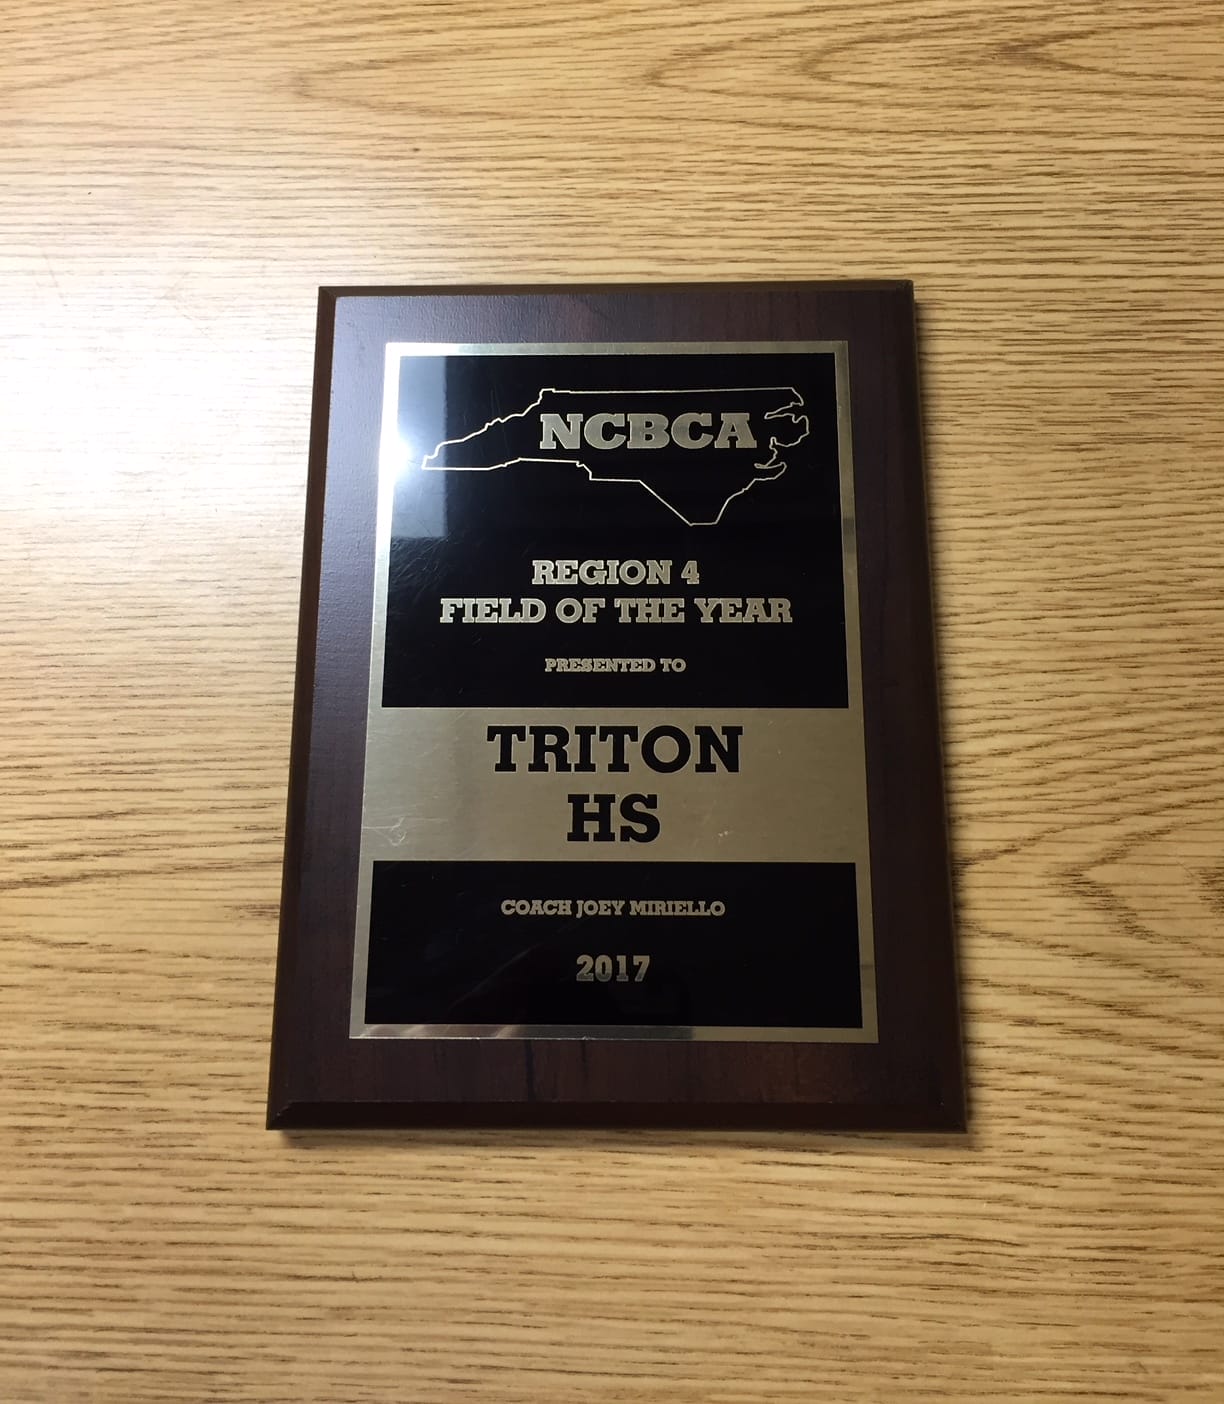 NCBCA
REGION 4
FIELD OF THE YEAR
PRESENTED TO
TRITON
HS
COACH JOEY MIRIELLO
2017